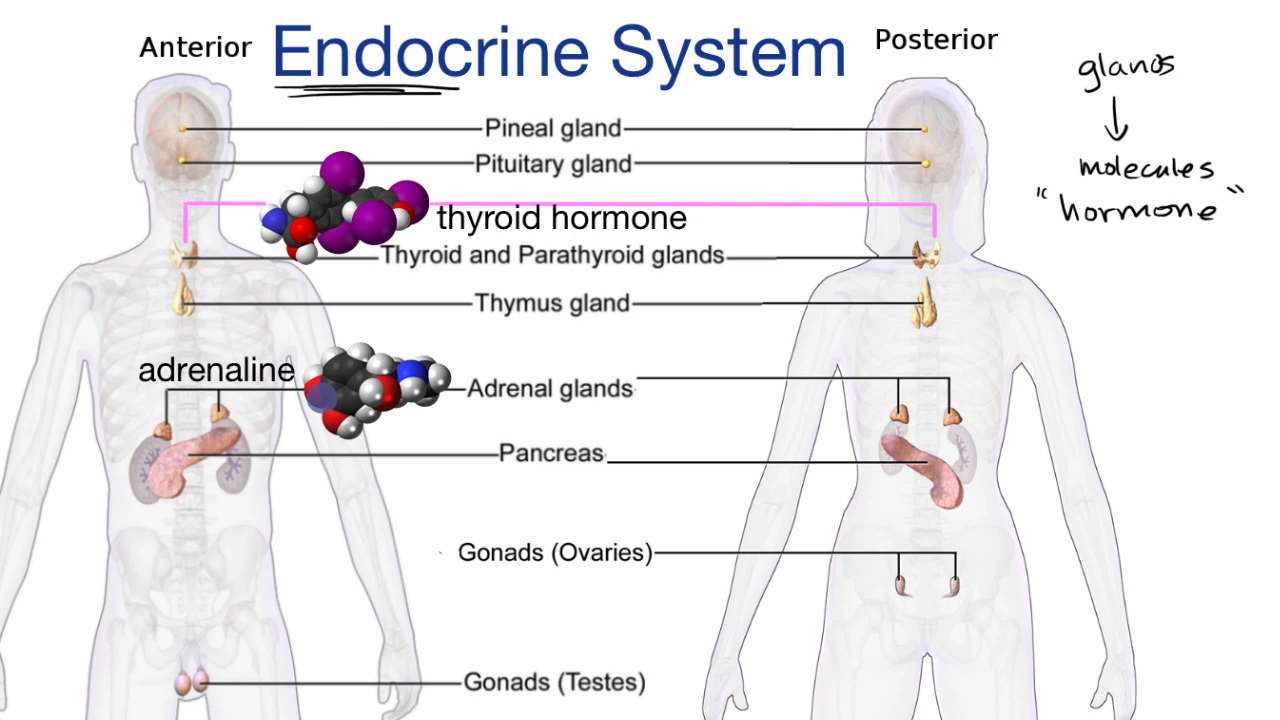 Anterior
Endocrine System
Posterior
glands
↓
molecules
"hormone"
Pineal gland
Pituitary gland
thyroid hormone
Thyroid and Parathyroid glands
Thymus gland
adrenaline
Adrenal glands
Pancreas
Gonads (Ovaries)
Gonads (Testes)